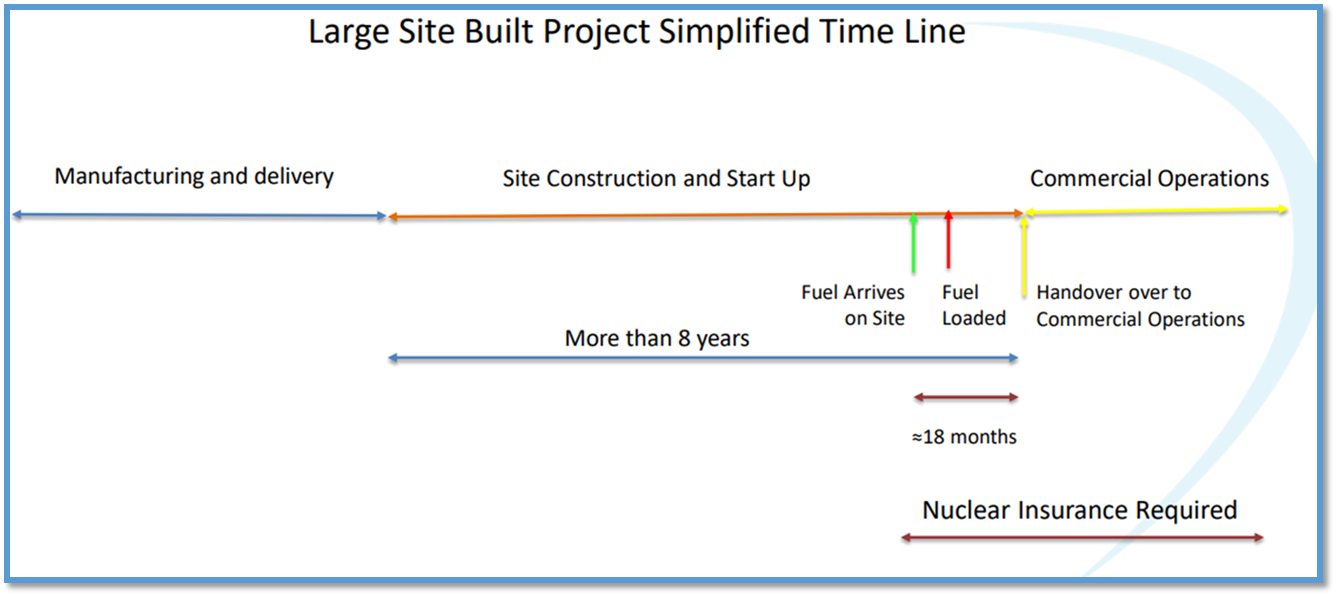 Large Site Built Project Simplified Time Line
Manufacturing and delivery
Site Construction and Start Up
Commercial Operations
Fuel Arrives
on Site
Fuel
Loaded
Handover over to
Commercial Operations
More than 8 years
≈18 months
Nuclear Insurance Required